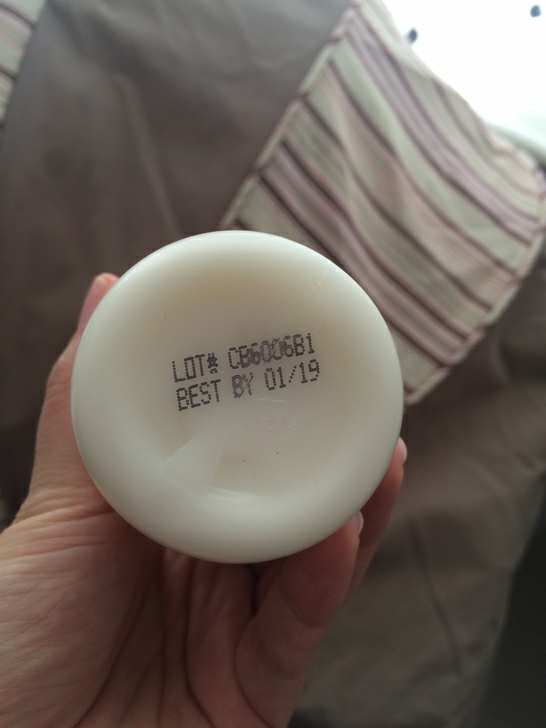 LOT# CB6006B1
BEST BY 01/19